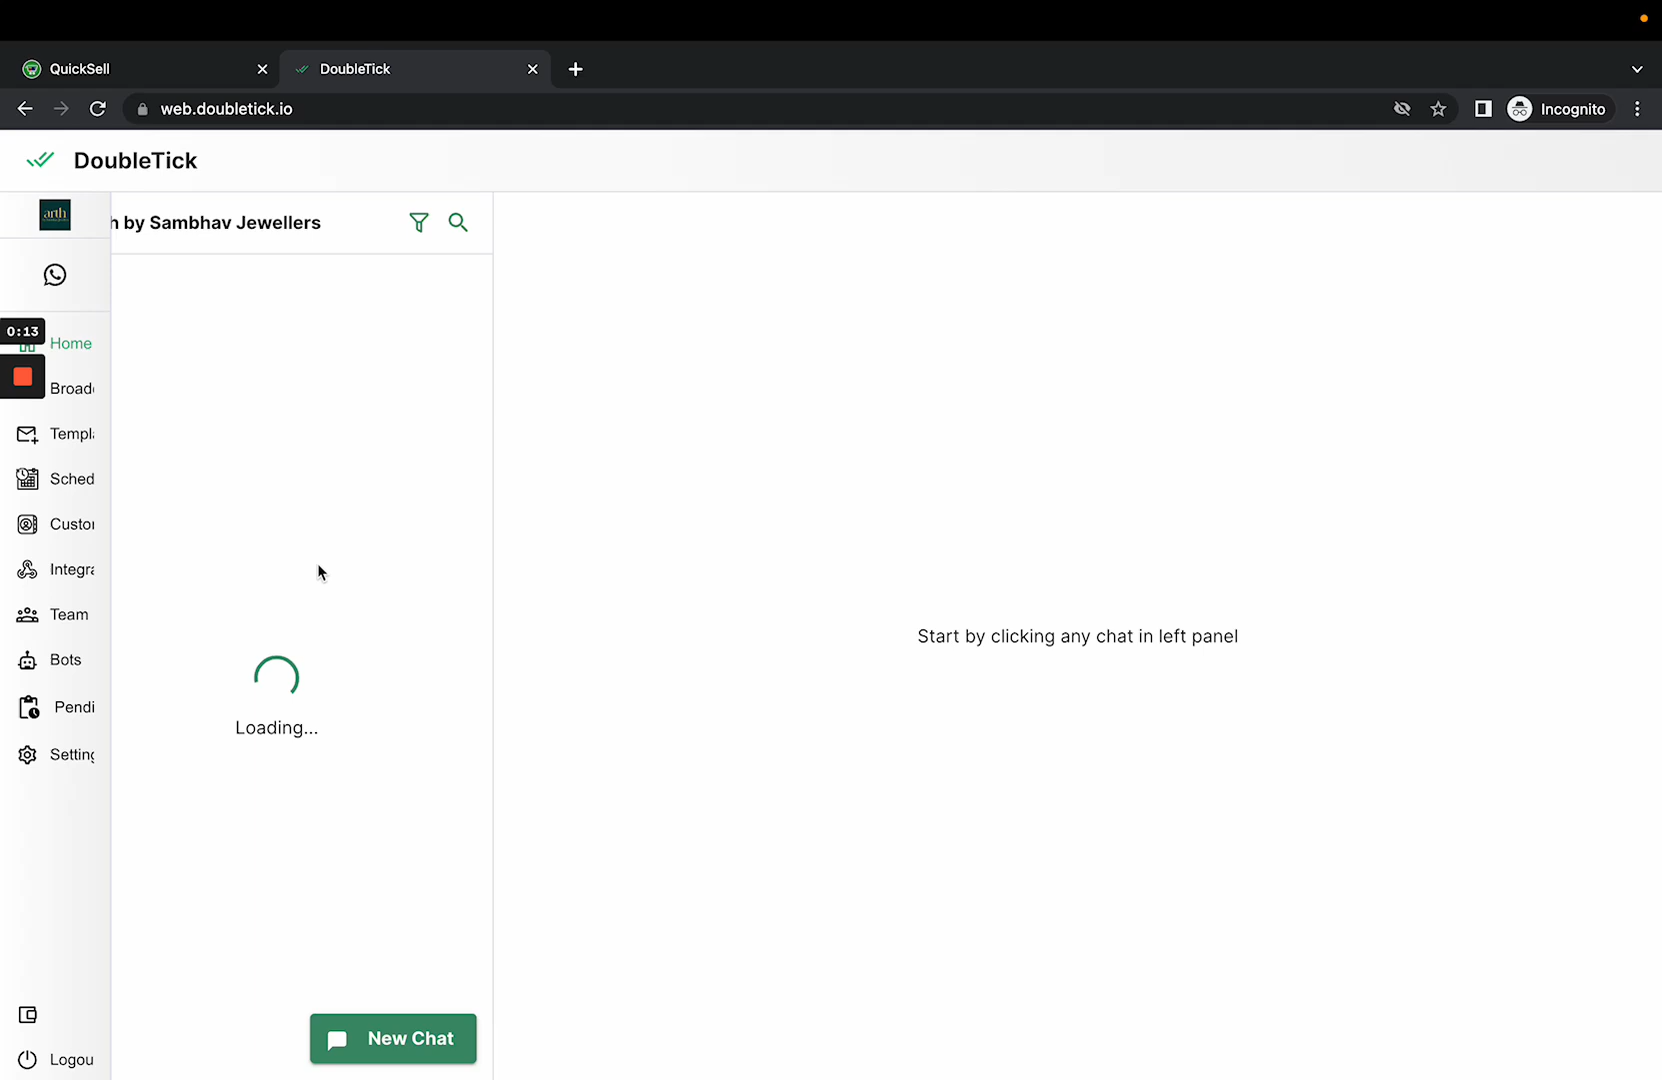 QuickSell
DoubleTick
web.doubletick.io
Incognito
DoubleTick
arth
h by Sambhav Jewellers
0:13
Home
Broad
Templ
Sched
Custo
Integra
Team
Bots
Pendi
Setting
Loading...
Start by clicking any chat in left panel
New Chat
Logou